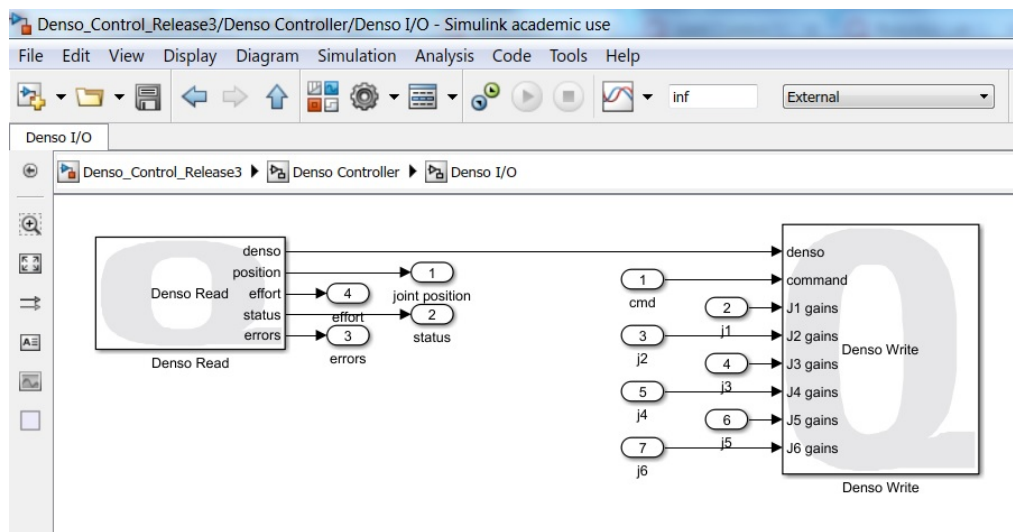 Denso_Control_Release3/Denso Controller/Denso I/O - Simulink academic use
File Edit View Display Diagram Simulation Analysis Code Tools Help
inf External
Denso I/O
Denso_Control_Release3 Denso Controller Denso I/O
denso
position
effort
status
errors
Denso Read
Denso Read
1
joint position
4
effort
2
status
3
errors
1
cmd
2
j1
3
j2
4
j3
5
j4
6
j5
7
j6
denso
command
J1 gains
J2 gains
J3 gains
J4 gains
J5 gains
J6 gains
Denso Write
Denso Write